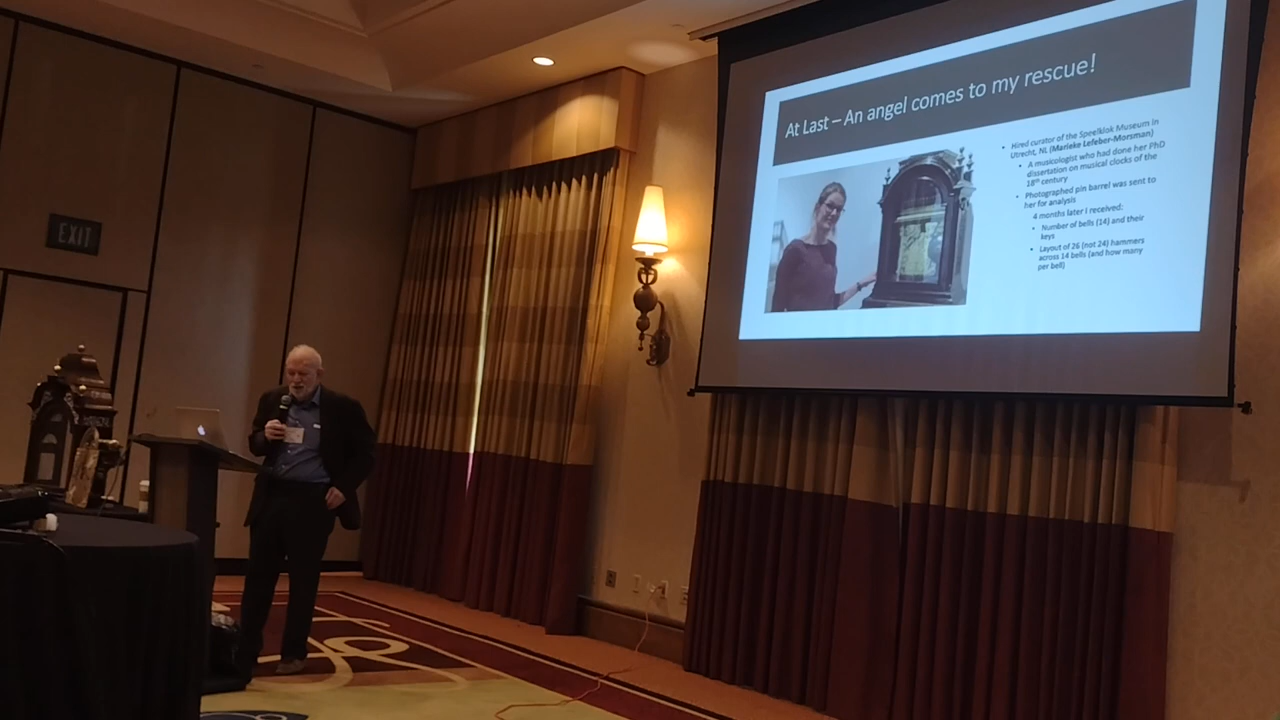 EXIT
At Last – An angel comes to my rescue!
• Hired curator of the Speelklok Museum in
Utrecht, NL (Marieke Lefeber-Morsman)
• A musicologist who had done her PhD
dissertation on musical clocks of the
18th century
• Photographed pin barrel was sent to
her for analysis
4 months later I received:
• Number of bells (14) and their
keys
• Layout of 26 (not 24) hammers
across 14 bells (and how many
per bell)